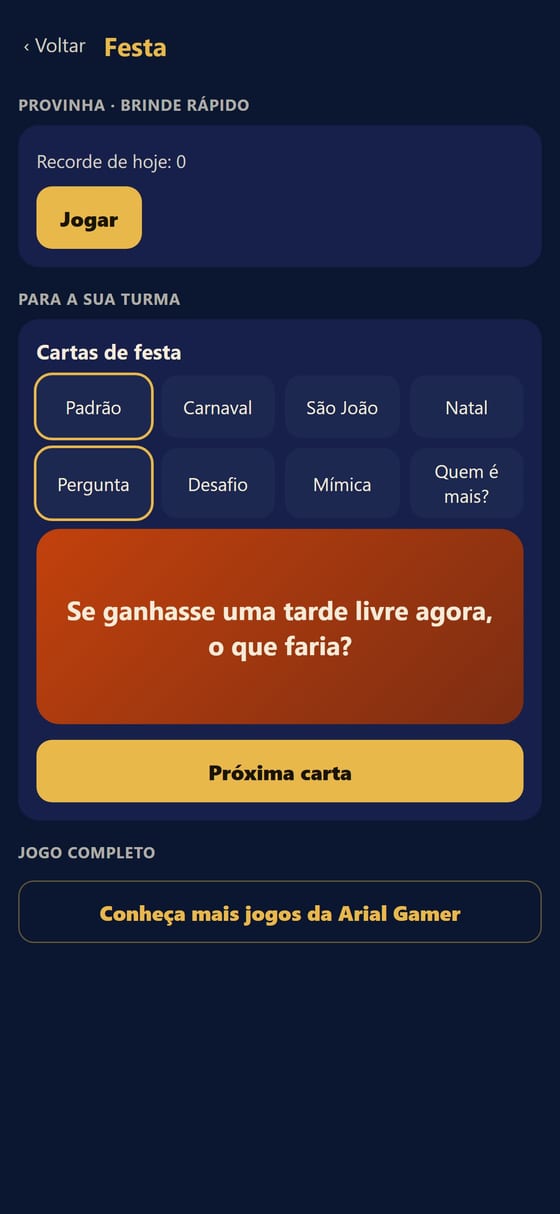 ‹ Voltar Festa
PROVINHA · BRINDE RÁPIDO
Recorde de hoje: 0
Jogar
PARA A SUA TURMA
Cartas de festa
Padrão Carnaval São João Natal
Pergunta Desafio Mímica Quem é
mais?
Se ganhasse uma tarde livre agora,
o que faria?
Próxima carta
JOGO COMPLETO
Conheça mais jogos da Arial Gamer